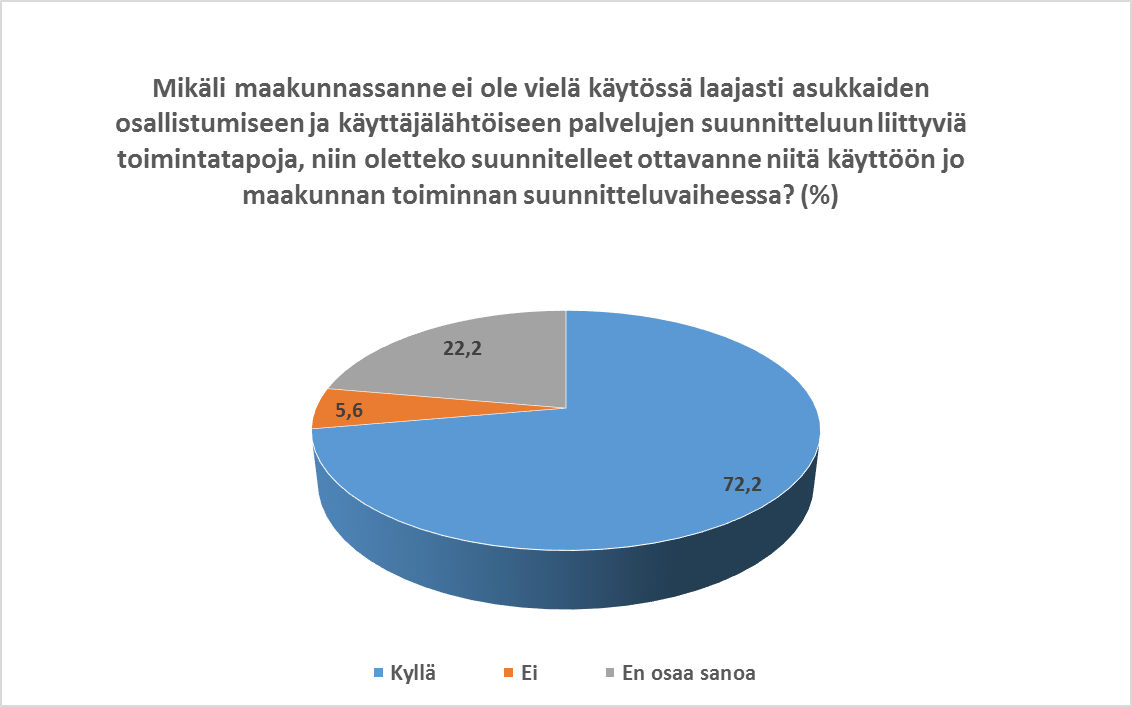 Mikäli maakunnassanne ei ole vielä käytössä laajasti asukkaiden
osallistumiseen ja käyttäjälähtöiseen palvelujen suunnitteluun liittyviä
toimintatapoja, niin oletteko suunnitelleet ottavanne niitä käyttöön jo
maakunnan toiminnan suunnitteluvaiheessa? (%)
22,2
5,6
72,2
Kyllä Ei En osaa sanoa